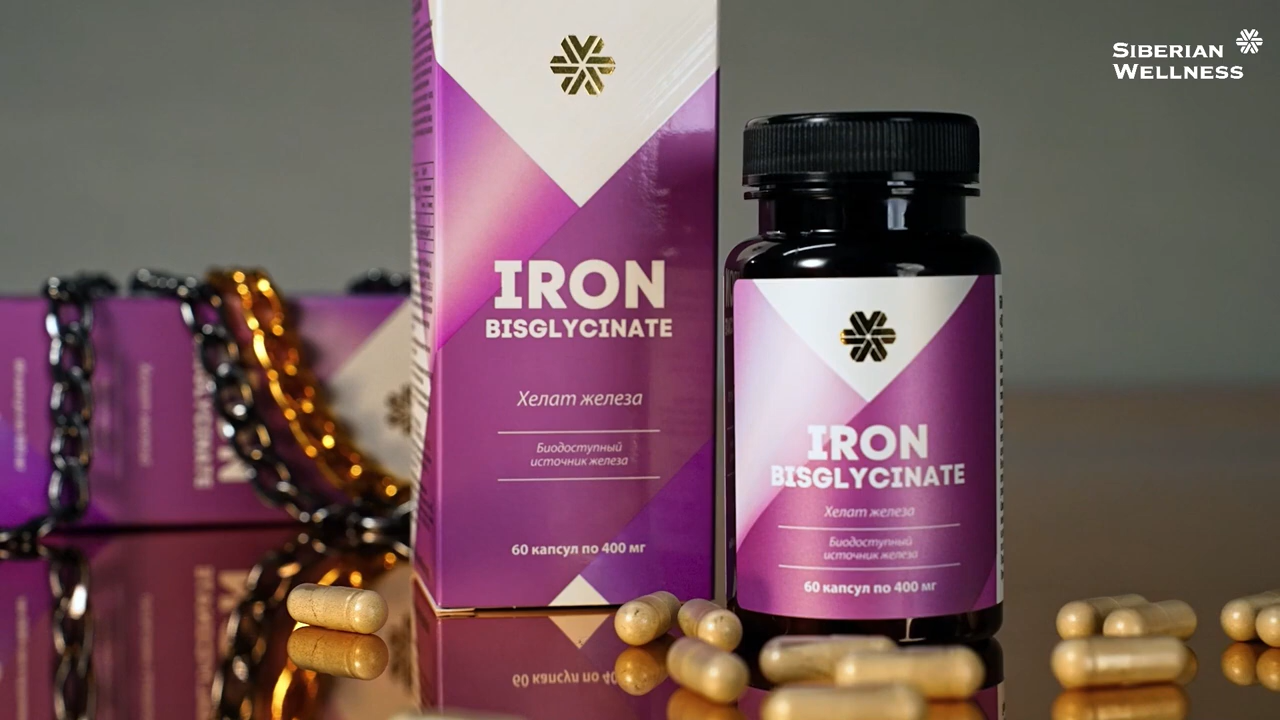 SIBERIAN
WELLNESS
IRON
BISGLYCINATE
Хелат железа
Биодоступный
источник железа
60 капсул по 400 мг
IRON
BISGLYCINATE
Хелат железа
Биодоступный
источник железа
60 капсул по 400 мг